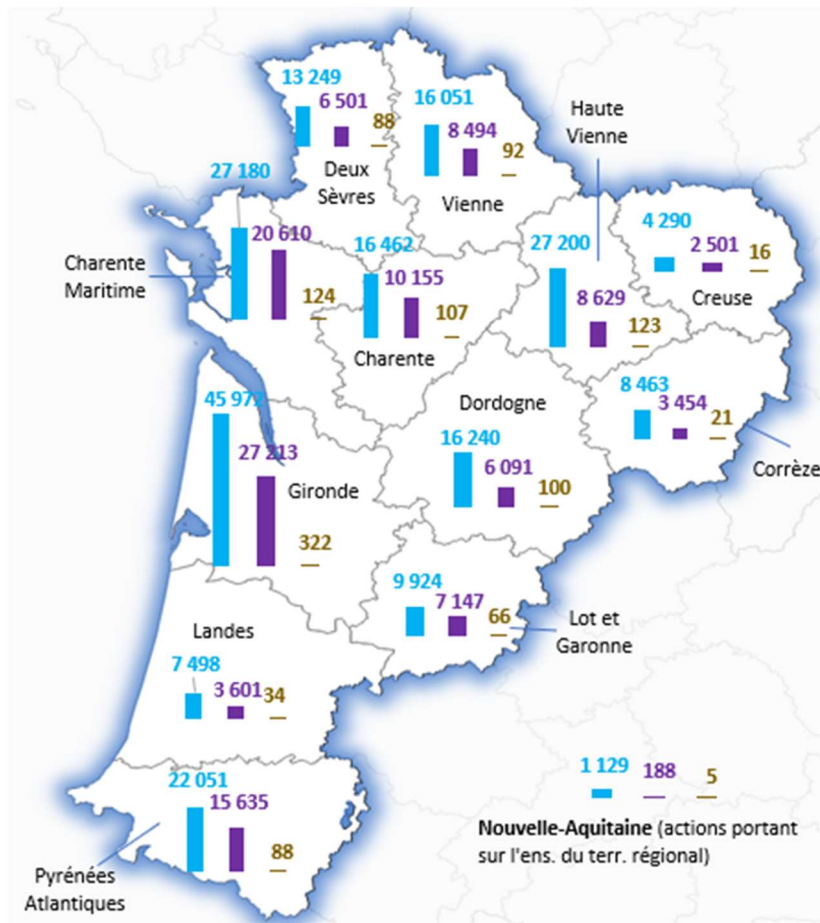 13 249
6 501
88
Deux
Sèvres
16 051
8 494
92
Vienne
Haute
Vienne
27 180
20 610
124
Charente
Maritime
16 462
10 155
107
Charente
27 200
8 629
123
4 290
2 501
16
Creuse
8 463
3 454
21
Corrèze
45 972
27 213
322
Gironde
Dordogne
16 240
6 091
100
9 924
7 147
66
Lot et
Garonne
Landes
7 498
3 601
34
22 051
15 635
88
Pyrénées
Atlantiques
1 129
188
5
Nouvelle-Aquitaine (actions portant
sur l'ens. du terr. régional)